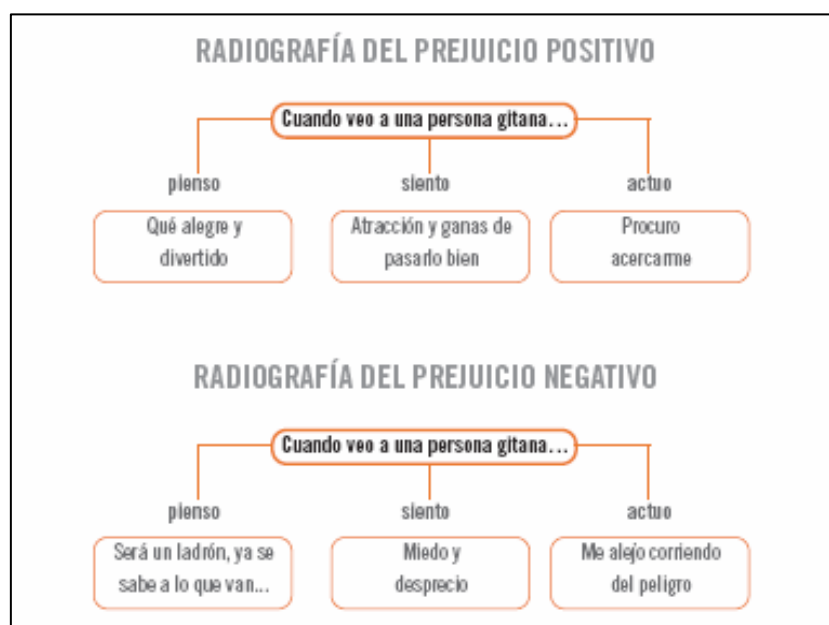 RADIOGRAFÍA DEL PREJUICIO POSITIVO
Cuando veo a una persona gitana...
pienso
siento
actuo
Qué alegre y
divertido
Atracción y ganas de
pasarlo bien
Procuro
acercarme
RADIOGRAFÍA DEL PREJUICIO NEGATIVO
Cuando veo a una persona gitana...
pienso
siento
actuo
Será un ladrón, ya se
sabe a lo que van...
Miedo y
desprecio
Me alejo corriendo
del peligro